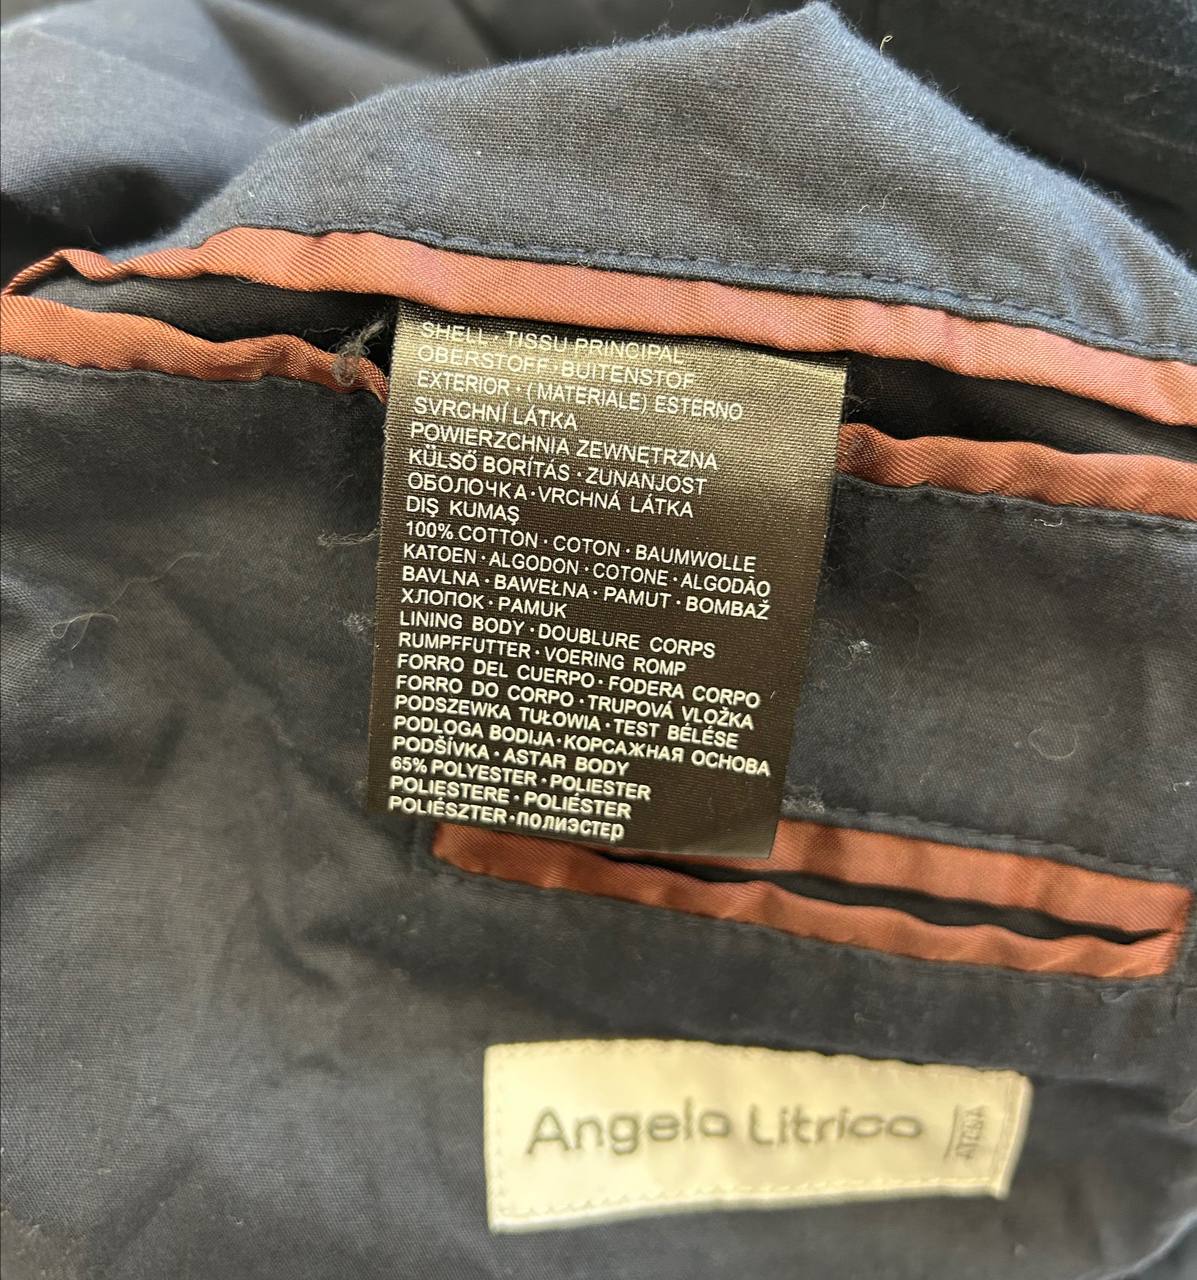 SHELL · TISSU PRINCIPAL
OBERSTOFF · BUITENSTOF
EXTERIOR · (MATERIALE) ESTERNO
SVRCHNÍ LÁTKA
POWIERZCHNIA ZEWNĘTRZNA
KÜLSŐ BORÍTÁS · ZUNANJOST
ОБОЛОЧКА · VRCHNÁ LÁTKA
DIŞ KUMAŞ
100% COTTON · COTON · BAUMWOLLE
KATOEN · ALGODON · COTONE · ALGODÃO
BAVLNA · BAWEŁNA · PAMUT · BOMBAŽ
ХЛОПОК · PAMUK
LINING BODY · DOUBLURE CORPS
RUMPFFUTTER · VOERING ROMP
FORRO DEL CUERPO · FODERA CORPO
FORRO DO CORPO · TRUPOVÁ VLOŽKA
PODSZEWKA TUŁOWIA · TEST BÉLÉSE
PODLOGA BODIJA · КОРСАЖНАЯ ОСНОВА
PODŠÍVKA · ASTAR BODY
65% POLYESTER · POLIESTER
POLIESTERE · POLIÉSTER
POLIÉSZTER · ПОЛИЭСТЕР
Angelo Litrico